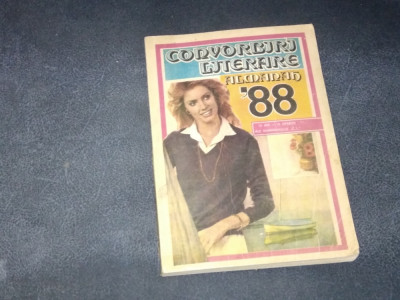 CONVORBIRI
LITERARE
ALMANAH
'88